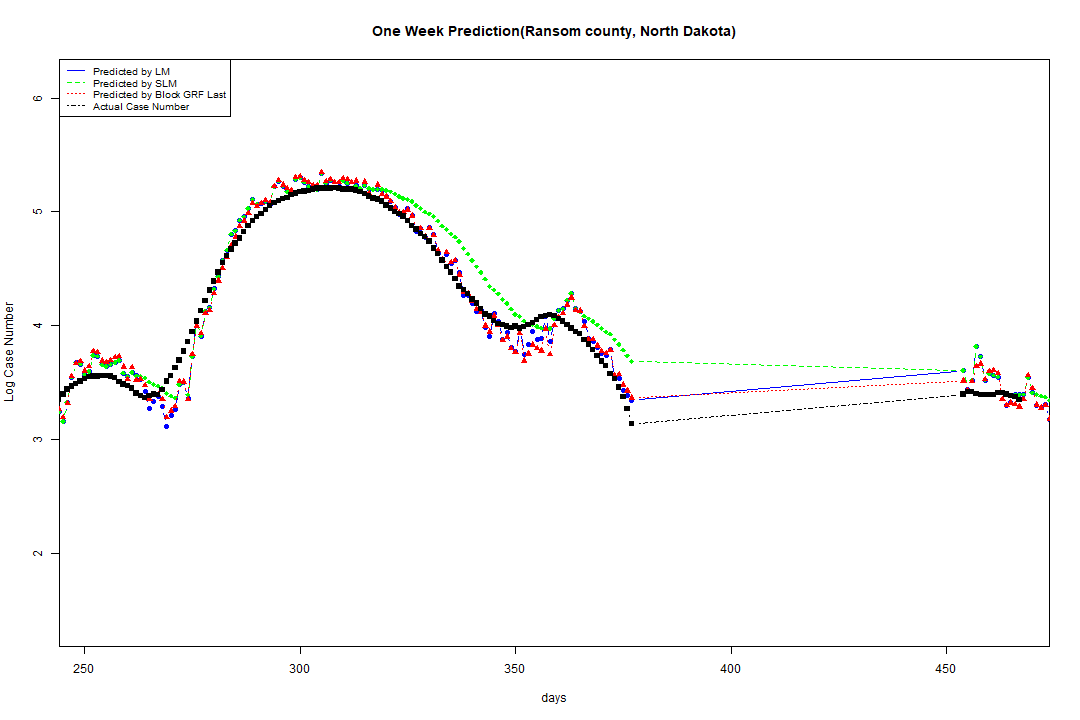 One Week Prediction(Ransom county, North Dakota)
Predicted by LM
Predicted by SLM
Predicted by Block GRF Last
Actual Case Number
6
5
4
3
2
Log Case Number
250 300 350 400 450
days